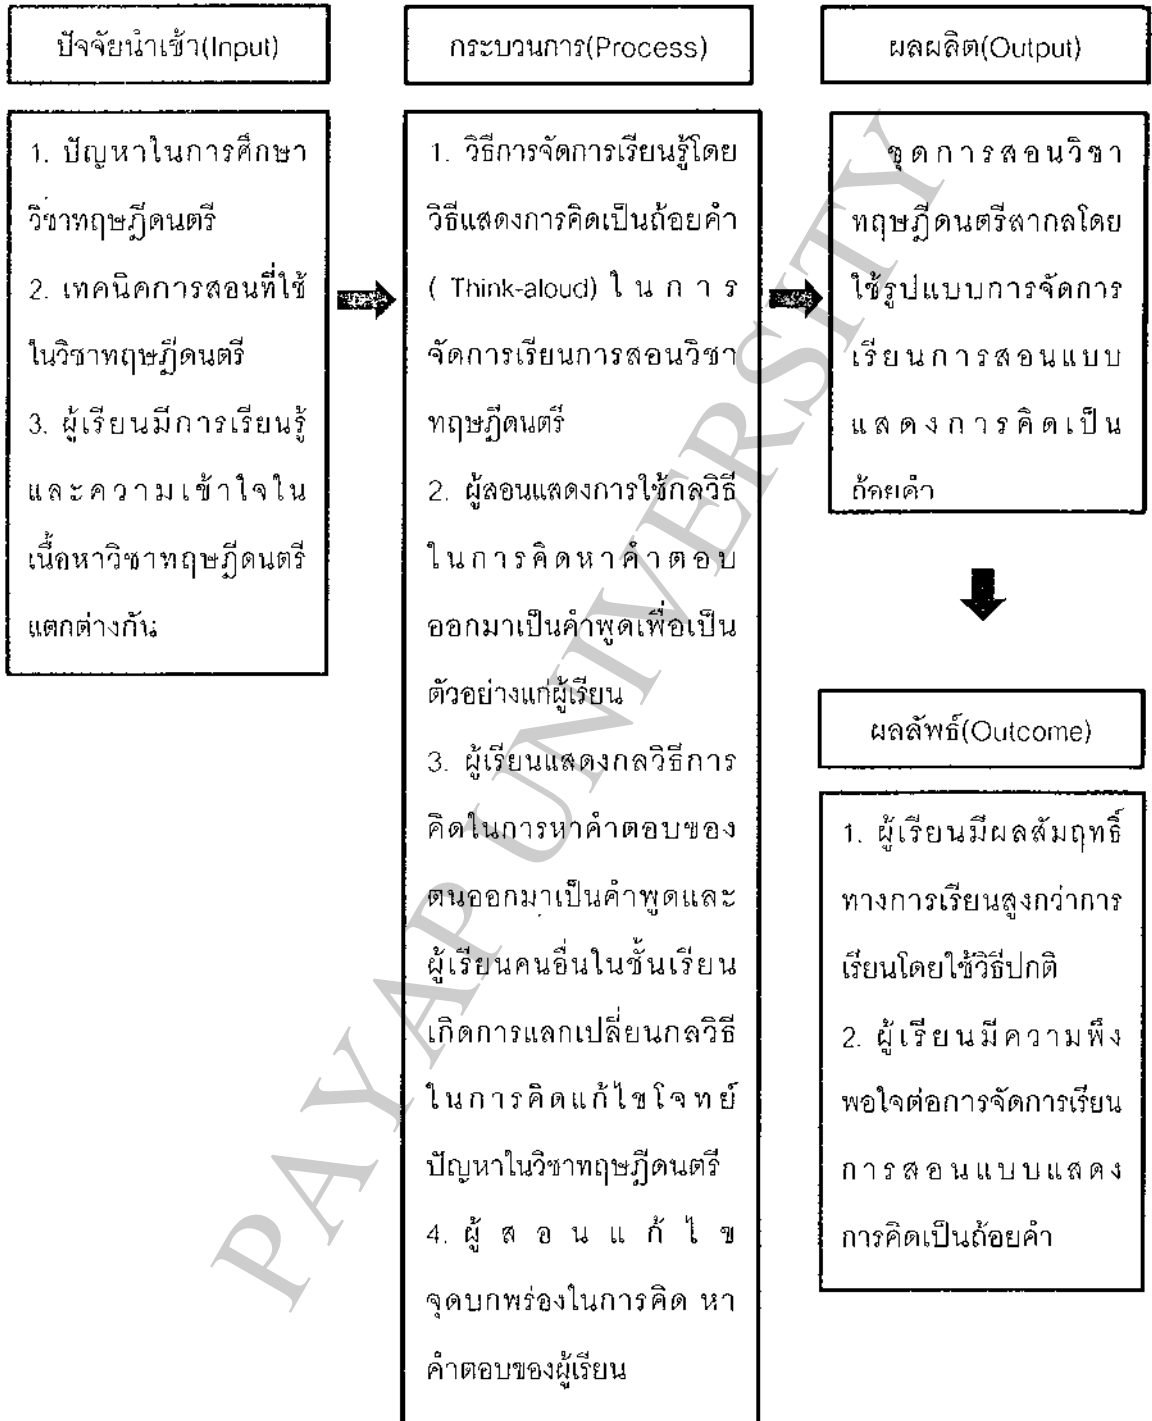 ปัจจัยนำเข้า(Input)
1. ปัญหาในการศึกษา
วิชาทฤษฎีดนตรี
2. เทคนิคการสอนที่ใช้
ในวิชาทฤษฎีดนตรี
3. ผู้เรียนมีการเรียนรู้
และความเข้าใจใน
เนื้อหาวิชาทฤษฎีดนตรี
แตกต่างกัน
กระบวนการ(Process)
1. วิธีการจัดการเรียนรู้โดย
วิธีแสดงการคิดเป็นถ้อยคำ
( Think-aloud) ในการ
จัดการเรียนการสอนวิชา
ทฤษฎีดนตรี
2. ผู้สอนแสดงการใช้กลวิธี
ในการคิดหาคำตอบ
ออกมาเป็นคำพูดเพื่อเป็น
ตัวอย่างแก่ผู้เรียน
3. ผู้เรียนแสดงกลวิธีการ
คิดในการหาคำตอบของ
ตนออกมาเป็นคำพูดและ
ผู้เรียนคนอื่นในชั้นเรียน
เกิดการแลกเปลี่ยนกลวิธี
ในการคิดแก้ไขโจทย์
ปัญหาในวิชาทฤษฎีดนตรี
4. ผู้สอนแก้ไข
จุดบกพร่องในการคิด หา
คำตอบของผู้เรียน
ผลผลิต(Output)
ชุดการสอนวิชา
ทฤษฎีดนตรีสากลโดย
ใช้รูปแบบการจัดการ
เรียนการสอนแบบ
แสดงการคิดเป็น
ถ้อยคำ
ผลลัพธ์(Outcome)
1. ผู้เรียนมีผลสัมฤทธิ์
ทางการเรียนสูงกว่าการ
เรียนโดยใช้วิธีปกติ
2. ผู้เรียนมีความพึง
พอใจต่อการจัดการเรียน
การสอนแบบแสดง
การคิดเป็นถ้อยคำ
PAYAP UNIVERSITY